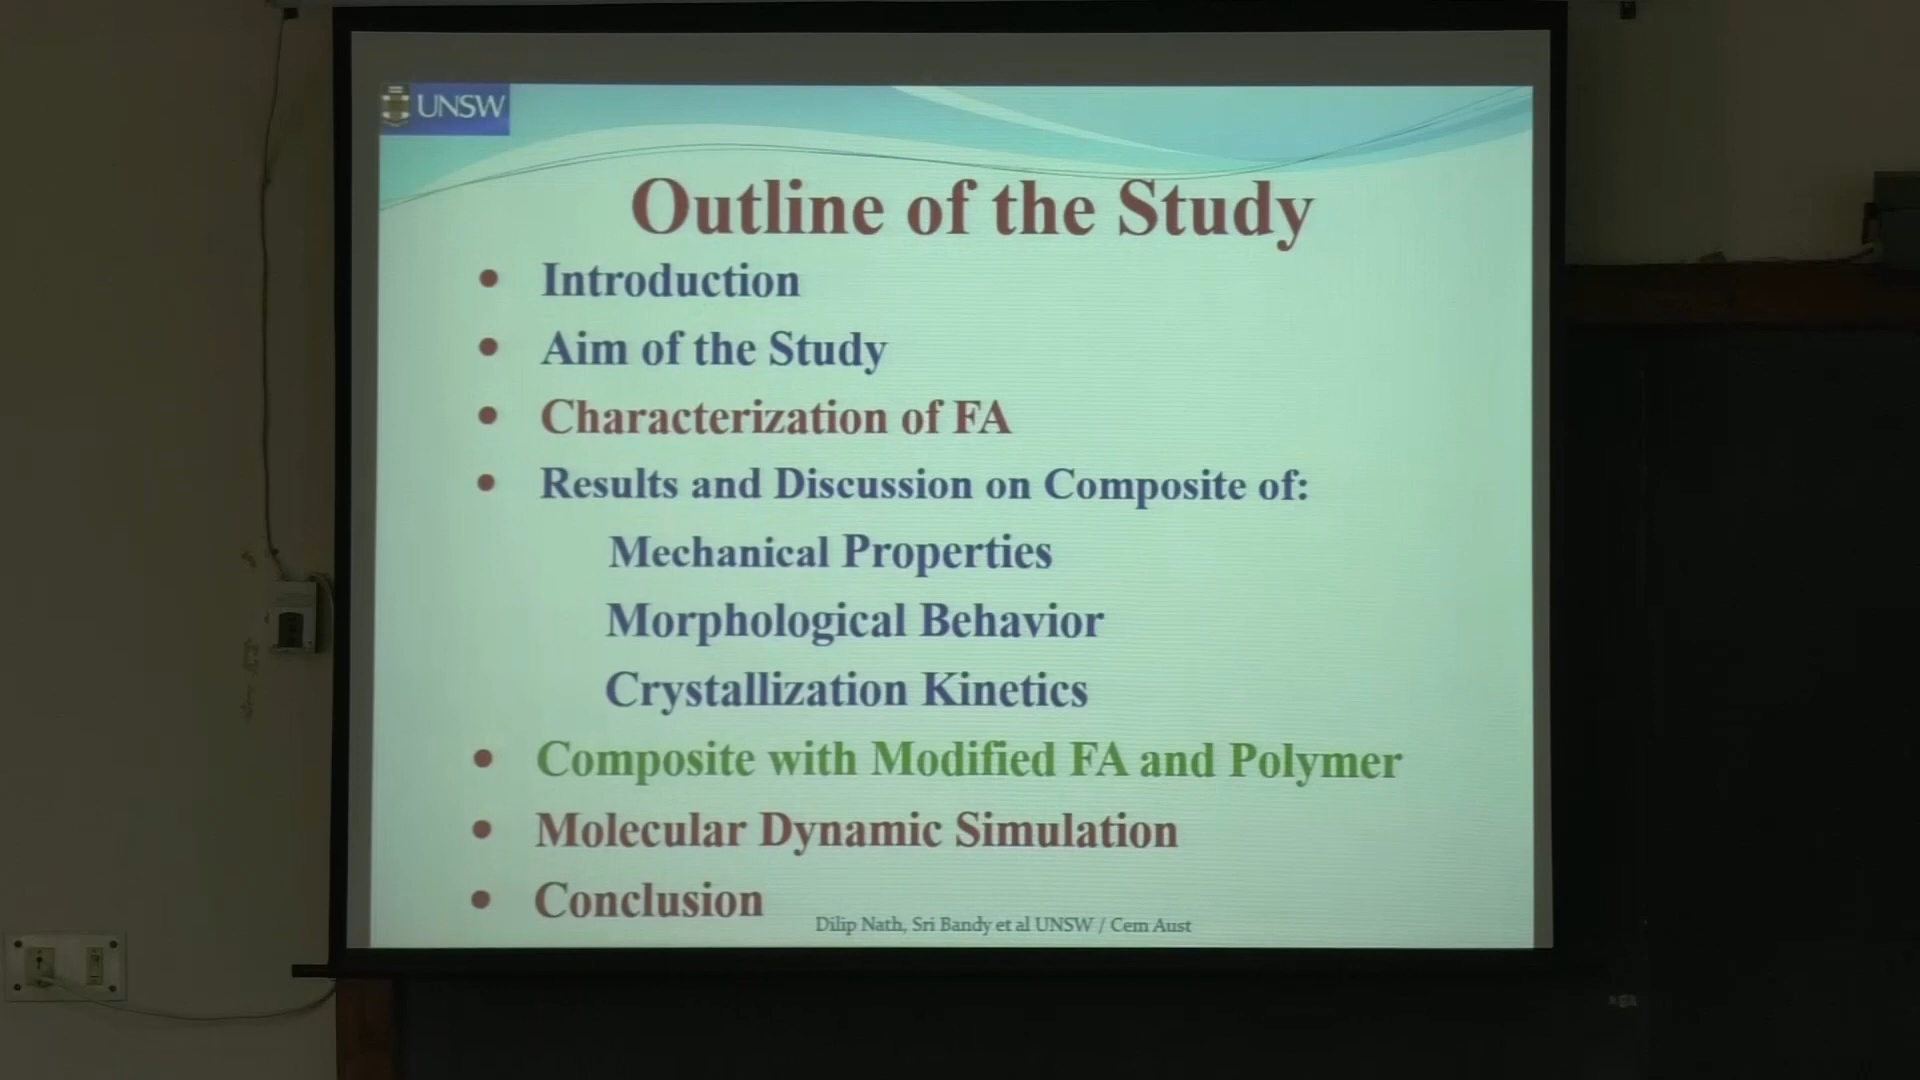 UNSW
Outline of the Study
• Introduction
• Aim of the Study
• Characterization of FA
• Results and Discussion on Composite of:
Mechanical Properties
Morphological Behavior
Crystallization Kinetics
• Composite with Modified FA and Polymer
• Molecular Dynamic Simulation
• Conclusion
Dilip Nath, Sri Bandy et al UNSW / Cem Aust